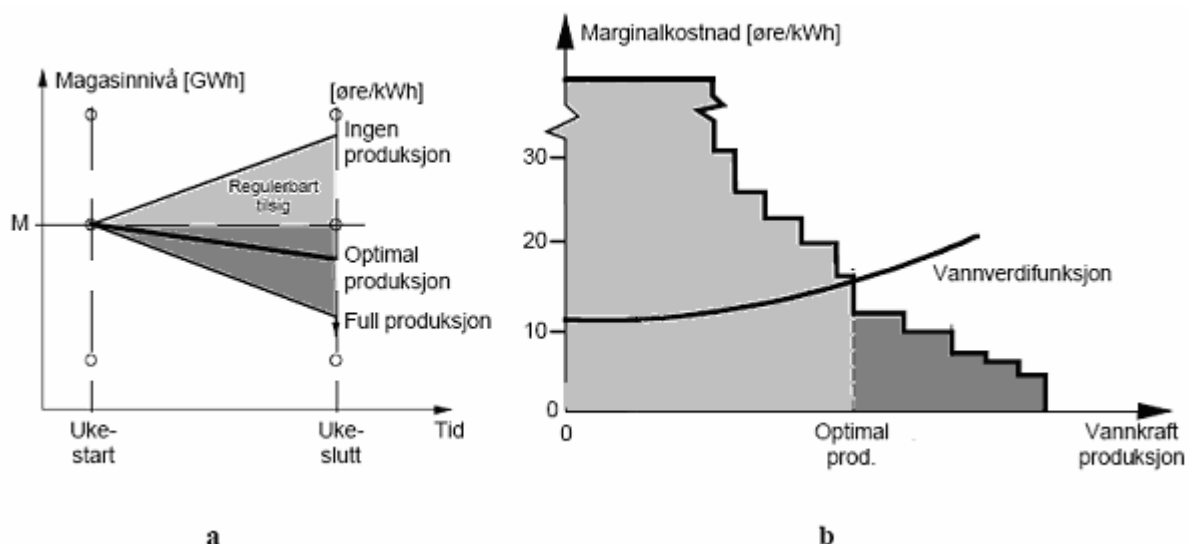 Magasinnivå [GWh]
[øre/kWh]
Ingen
produksjon
Regulerbart
tilsig
M
Optimal
produksjon
Full produksjon
Uke-
start
Uke-
slutt
Tid
a
Marginalkostnad [øre/kWh]
30
20
10
0
Vannverdifunksjon
0
Optimal
prod.
Vannkraft
produksjon
b